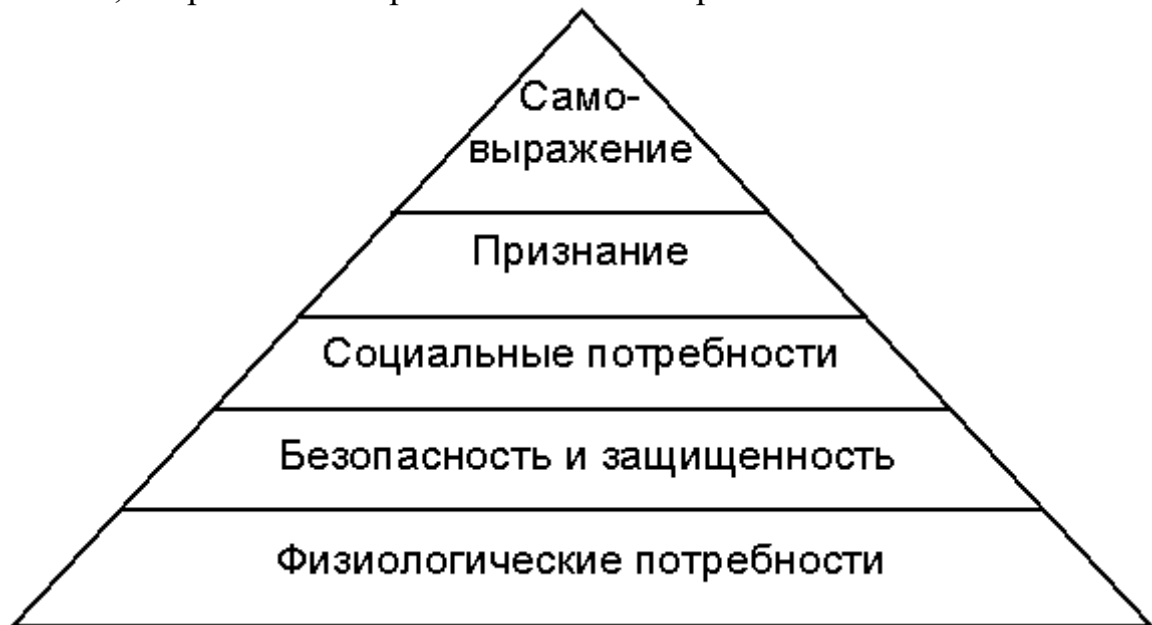 Само-
выражение
Признание
Социальные потребности
Безопасность и защищенность
Физиологические потребности